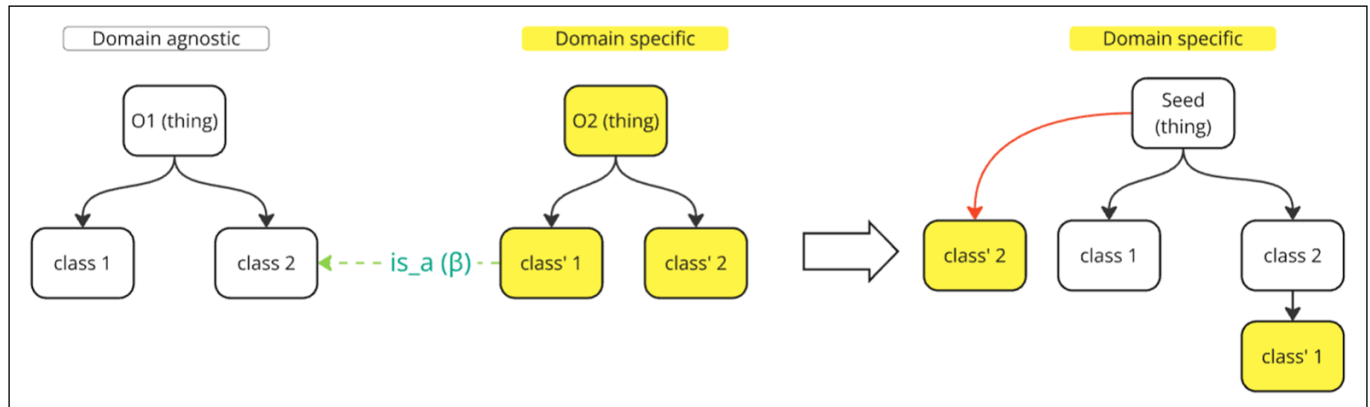 Domain agnostic
Domain specific
Domain specific
O1 (thing)
O2 (thing)
Seed
(thing)
class 1
class 2
is_a (β)
class' 1
class' 2
class' 2
class 1
class 2
class' 1